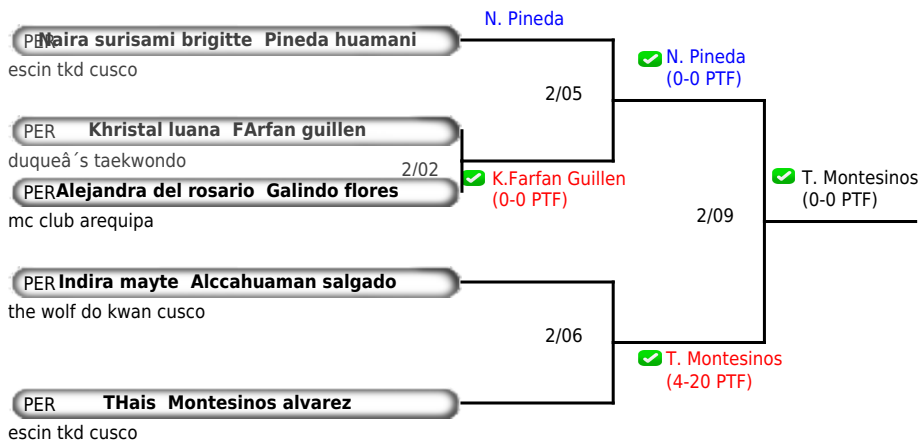 N. Pineda
PER Naira surisami brigitte Pineda huamani
escin tkd cusco
N. Pineda
(0-0 PTF)
2/05
PER Khristal luana FArfan guillen
duqueâ´s taekwondo
2/02
K.Farfan Guillen
(0-0 PTF)
T. Montesinos
(0-0 PTF)
PER Alejandra del rosario Galindo flores
mc club arequipa
2/09
PER Indira mayte Alccahuaman salgado
the wolf do kwan cusco
2/06
T. Montesinos
(4-20 PTF)
PER THais Montesinos alvarez
escin tkd cusco